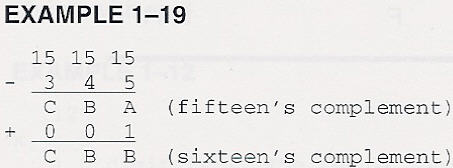 EXAMPLE 1–19
15 15 15
- 3 4 5
C B A (fifteen's complement)
+ 0 0 1
C B B (sixteen's complement)